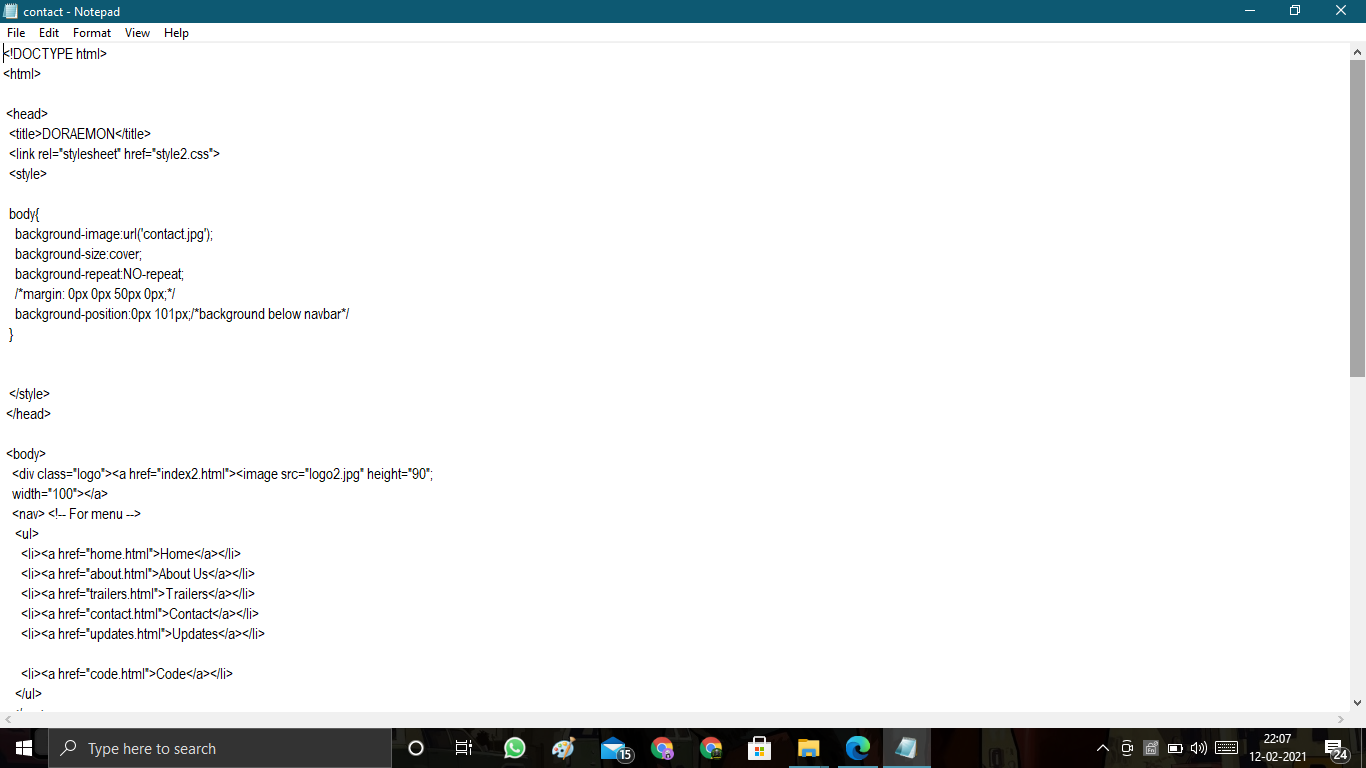 contact - Notepad
File Edit Format View Help
<!DOCTYPE html>
<html>
<head>
<title>DORAEMON</title>
<link rel="stylesheet" href="style2.css">
<style>
body{
background-image:url('contact.jpg');
background-size:cover;
background-repeat:NO-repeat;
/*margin: 0px 0px 50px 0px;*/
background-position:0px 101px;/*background below navbar*/
}
</style>
</head>
<body>
<div class="logo"><a href="index2.html"><image src="logo2.jpg" height="90";
width="100"></a>
<nav> <!-- For menu -->
<ul>
<li><a href="home.html">Home</a></li>
<li><a href="about.html">About Us</a></li>
<li><a href="trailers.html">Trailers</a></li>
<li><a href="contact.html">Contact</a></li>
<li><a href="updates.html">Updates</a></li>
<li><a href="code.html">Code</a></li>
</ul>
Type here to search
15
22:07
12-02-2021
24